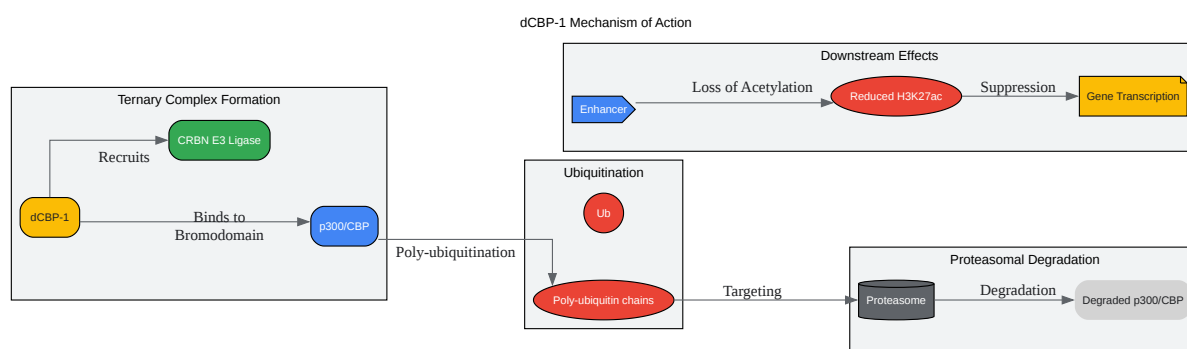 dCBP-1 Mechanism of Action
Ternary Complex Formation
CRBN E3 Ligase
Recruits
dCBP-1
Binds to
Bromodomain
p300/CBP
Poly-ubiquitination
Ubiquitination
Ub
Poly-ubiquitin chains
Targeting
Downstream Effects
Enhancer
Loss of Acetylation
Reduced H3K27ac
Suppression
Gene Transcription
Proteasomal Degradation
Proteasome
Degradation
Degraded p300/CBP